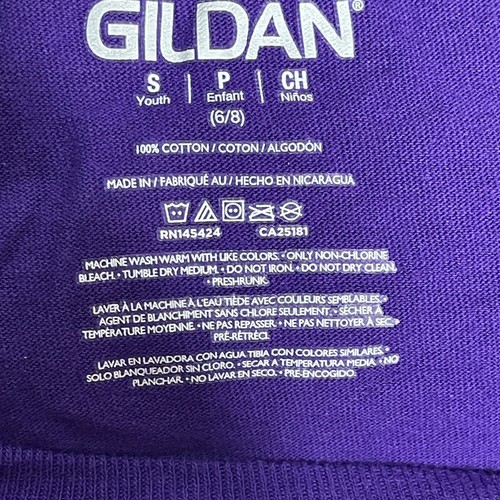 GILDAN®
S | P | CH
Youth | Enfant | Niños
(6/8)
100% COTTON / COTON / ALGODÓN
MADE IN / FABRIQUÉ AU / HECHO EN NICARAGUA
RN145424 CA25181
MACHINE WASH WARM WITH LIKE COLORS. • ONLY NON-CHLORINE
BLEACH. • TUMBLE DRY MEDIUM. • DO NOT IRON. • DO NOT DRY CLEAN.
• PRESHRUNK.
LAVER À LA MACHINE À L'EAU TIÈDE AVEC COULEURS SEMBLABLES. •
AGENT DE BLANCHIMENT SANS CHLORE SEULEMENT. • SÉCHER À
TEMPÉRATURE MOYENNE. • NE PAS REPASSER. • NE PAS NETTOYER À SEC. •
PRÉ-RÉTRÉCI.
LAVAR EN LAVADORA CON AGUA TIBIA CON COLORES SIMILARES. •
SOLO BLANQUEADOR SIN CLORO. • SECAR A TEMPERATURA MEDIA. • NO
PLANCHAR. • NO LAVAR EN SECO. • PRE-ENCOGIDO.